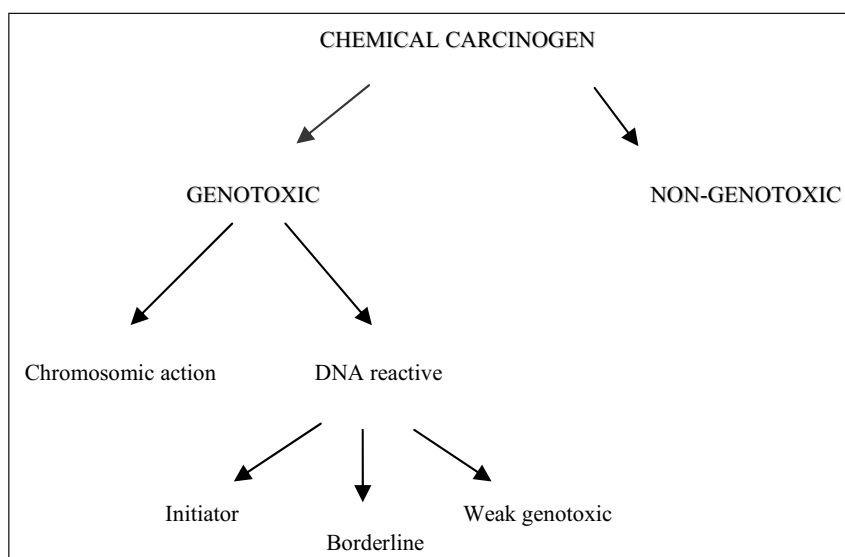 CHEMICAL CARCINOGEN
GENOTOXIC
NON-GENOTOXIC
Chromosomic action
DNA reactive
Initiator
Borderline
Weak genotoxic